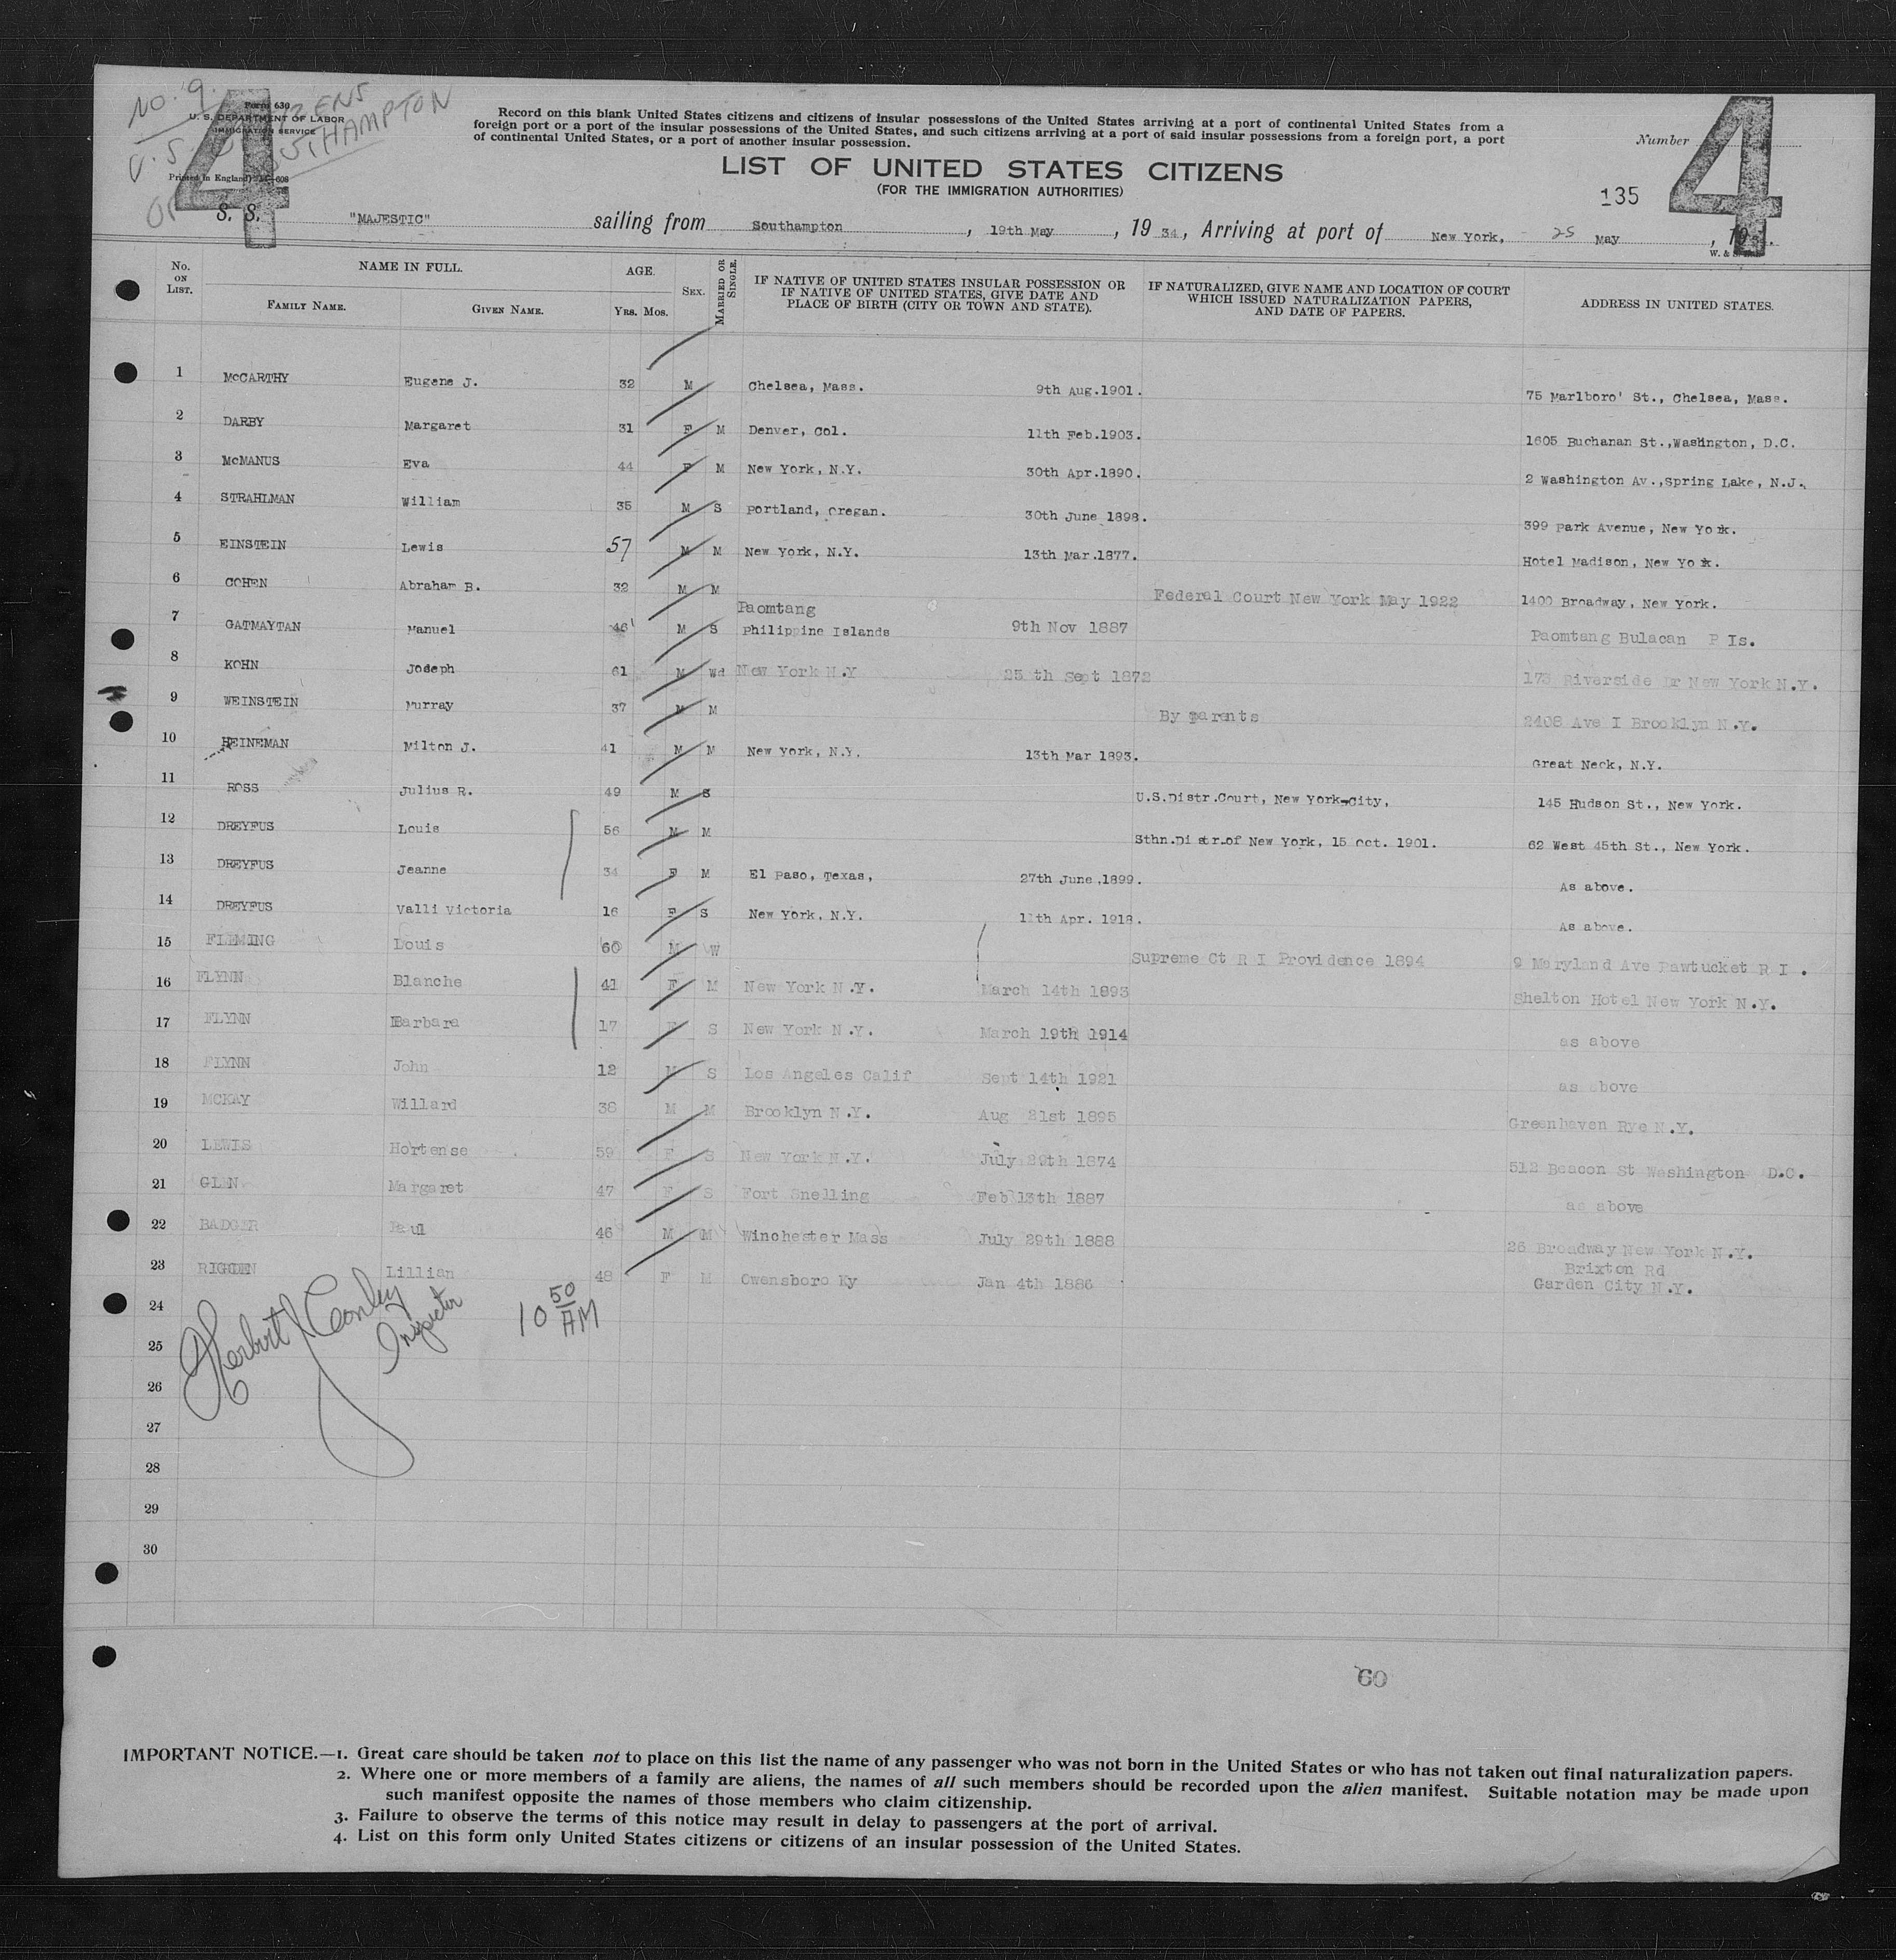 No. 9.
U.S. CITIZENS
SOUTHAMPTON
4
Form 630
U. S. DEPARTMENT OF LABOR
IMMIGRATION SERVICE
Record on this blank United States citizens and citizens of insular possessions of the United States arriving at a port of continental United States from a
foreign port or a port of the insular possessions of the United States, and such citizens arriving at a port of said insular possessions from a foreign port, a port
of continental United States, or a port of another insular possession.
Number 4
LIST OF UNITED STATES CITIZENS
(FOR THE IMMIGRATION AUTHORITIES)
135
S. S. "MAJESTIC" sailing from Southampton, 19th May, 19 34, Arriving at port of New York, 25 May, 19
No. ON LIST. NAME IN FULL. FAMILY NAME. GIVEN NAME. AGE. YRS. MOS. SEX. MARRIED OR SINGLE. IF NATIVE OF UNITED STATES INSULAR POSSESSION OR IF NATIVE OF UNITED STATES, GIVE DATE AND PLACE OF BIRTH (CITY OR TOWN AND STATE). IF NATURALIZED, GIVE NAME AND LOCATION OF COURT WHICH ISSUED NATURALIZATION PAPERS, AND DATE OF PAPERS. ADDRESS IN UNITED STATES.
1 McCARTHY Eugene J. 32 M Chelsea, Mass. 9th Aug.1901. 75 Marlboro' St., Chelsea, Mass.
2 DARBY Margaret 31 F M Denver, Col. 11th Feb.1903. 1605 Buchanan St.,Washington, D.C.
3 McMANUS Eva 44 F M New York, N.Y. 30th Apr.1890. 2 Washington Av.,Spring Lake, N.J.
4 STRAHLMAN William 35 M S Portland, Oregan. 30th June 1898. 399 Park Avenue, New York.
5 EINSTEIN Lewis 57 M M New York, N.Y. 13th Mar.1877. Hotel Madison, New York.
6 COHEN Abraham B. 32 M M Federal Court New York May 1922 1400 Broadway, New York.
7 GATMAYTAN Manuel 46 M S Paomtang Philippine Islands 9th Nov 1887 Paomtang Bulacan P Is.
8 KOHN Joseph 61 M Wd New York N.Y 25 th Sept 1872 173 Riverside Dr New York N.Y.
9 WEINSTEIN Murray 37 M M By parents 2408 Ave I Brooklyn N.Y.
10 HEINEMAN Milton J. 41 M M New York, N.Y. 13th Mar 1893. Great Neck, N.Y.
11 ROSS Julius R. 49 M S U.S.Distr.Court, New York City, 145 Hudson St., New York.
12 DREYFUS Louis 56 M M Sthn.Distr.of New York, 15 Oct. 1901. 62 West 45th St., New York.
13 DREYFUS Jeanne 34 F M El Paso, Texas, 27th June,1899. As above.
14 DREYFUS Valli Victoria 16 F S New York, N.Y. 11th Apr. 1918. As above.
15 FLEMING Louis 60 M W Supreme Ct R I Providence 1894 9 Maryland Ave Pawtucket R I .
16 FLYNN Blanche 41 F M New York N.Y. March 14th 1893 Shelton Hotel New York N.Y.
17 FLYNN Barbara 17 F S New York N.Y. March 19th 1914 as above
18 FLYNN John 12 M S Los Angeles Calif Sept 14th 1921 as above
19 MCKAY Willard 38 M M Brooklyn N.Y. Aug 21st 1895 Greenhaven Rye N.Y.
20 LEWIS Hortense 59 F S New York N.Y. July 29th 1874 512 Beacon St Washington D.C.
21 GLEN Margaret 47 F S Fort Snelling Feb 13th 1887 as above
22 BADGER Paul 46 M M Winchester Mass July 29th 1888 26 Broadway New York N.Y.
23 Lillian 48 F M Owensboro Ky Jan 4th 1886 Brixton Rd Garden City N.Y.
24
25
26
27
28
29
30
Herbert J Conley
Inspector
10 50 AM
60
IMPORTANT NOTICE.—1. Great care should be taken not to place on this list the name of any passenger who was not born in the United States or who has not taken out final naturalization papers.
2. Where one or more members of a family are aliens, the names of all such members should be recorded upon the alien manifest. Suitable notation may be made upon
such manifest opposite the names of those members who claim citizenship.
3. Failure to observe the terms of this notice may result in delay to passengers at the port of arrival.
4. List on this form only United States citizens or citizens of an insular possession of the United States.